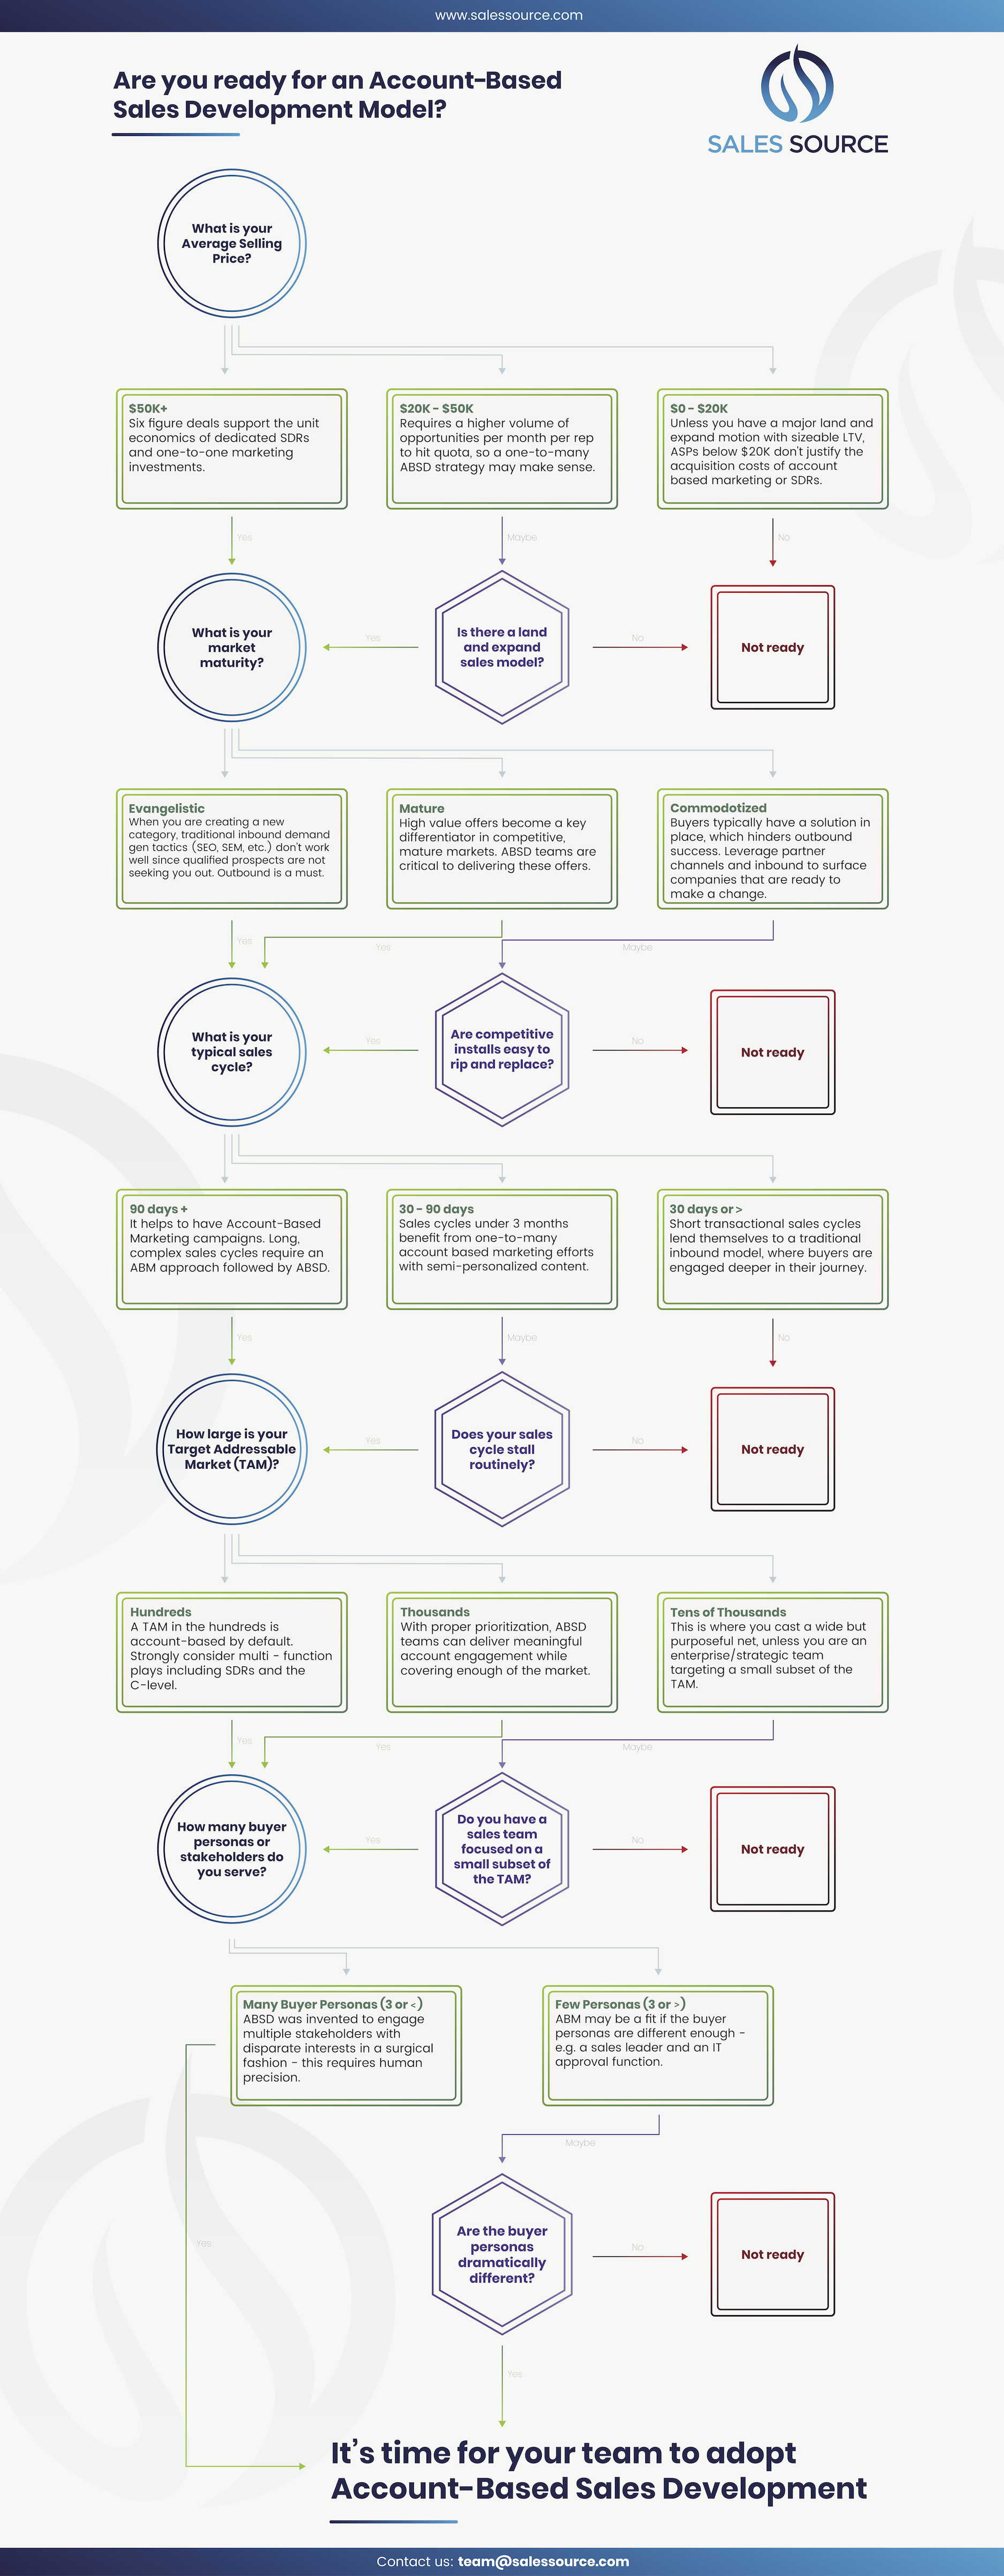 www.salessource.com
Are you ready for an Account-Based
Sales Development Model?
SALES SOURCE
What is your
Average Selling
Price?
$50K+
Six figure deals support the unit
economics of dedicated SDRs
and one-to-one marketing
investments.
$20K - $50K
Requires a higher volume of
opportunities per month per rep
to hit quota, so a one-to-many
ABSD strategy may make sense.
$0 - $20K
Unless you have a major land and
expand motion with sizeable LTV,
ASPs below $20K don't justify the
acquisition costs of account
based marketing or SDRs.
Yes
Maybe
No
What is your
market
maturity?
Yes
Is there a land
and expand
sales model?
No
Not ready
Evangelistic
When you are creating a new
category, traditional inbound demand
gen tactics (SEO, SEM, etc.) don't work
well since qualified prospects are not
seeking you out. Outbound is a must.
Mature
High value offers become a key
differentiator in competitive,
mature markets. ABSD teams are
critical to delivering these offers.
Commodotized
Buyers typically have a solution in
place, which hinders outbound
success. Leverage partner
channels and inbound to surface
companies that are ready to
make a change.
Yes
Yes
Maybe
What is your
typical sales
cycle?
Yes
Are competitive
installs easy to
rip and replace?
No
Not ready
90 days +
It helps to have Account-Based
Marketing campaigns. Long,
complex sales cycles require an
ABM approach followed by ABSD.
30 - 90 days
Sales cycles under 3 months
benefit from one-to-many
account based marketing efforts
with semi-personalized content.
30 days or >
Short transactional sales cycles
lend themselves to a traditional
inbound model, where buyers are
engaged deeper in their journey.
Yes
Maybe
No
How large is your
Target Addressable
Market (TAM)?
Yes
Does your sales
cycle stall
routinely?
No
Not ready
Hundreds
A TAM in the hundreds is
account-based by default.
Strongly consider multi - function
plays including SDRs and the
C-level.
Thousands
With proper prioritization, ABSD
teams can deliver meaningful
account engagement while
covering enough of the market.
Tens of Thousands
This is where you cast a wide but
purposeful net, unless you are an
enterprise/strategic team
targeting a small subset of the
TAM.
Yes
Yes
Maybe
How many buyer
personas or
stakeholders do
you serve?
Yes
Do you have a
sales team
focused on a
small subset of
the TAM?
No
Not ready
Many Buyer Personas (3 or <)
ABSD was invented to engage
multiple stakeholders with
disparate interests in a surgical
fashion - this requires human
precision.
Few Personas (3 or >)
ABM may be a fit if the buyer
personas are different enough -
e.g. a sales leader and an IT
approval function.
Maybe
Yes
Are the buyer
personas
dramatically
different?
No
Not ready
Yes
It's time for your team to adopt
Account-Based Sales Development
Contact us: team@salessource.com